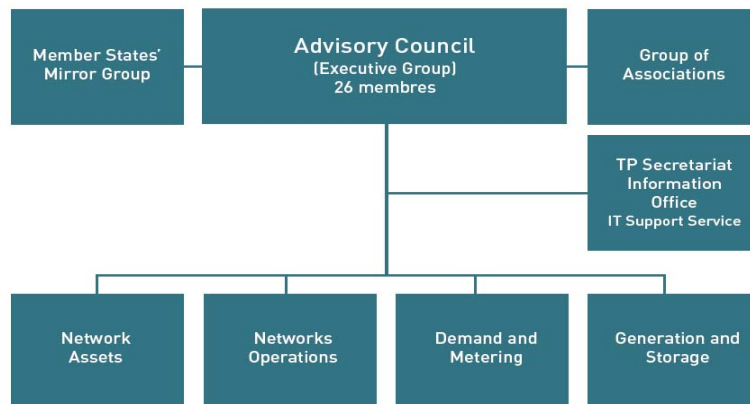 Member States’
Mirror Group
Advisory Council
(Executive Group)
26 membres
Group of
Associations
TP Secretariat
Information
Office
IT Support Service
Network
Assets
Networks
Operations
Demand and
Metering
Generation and
Storage